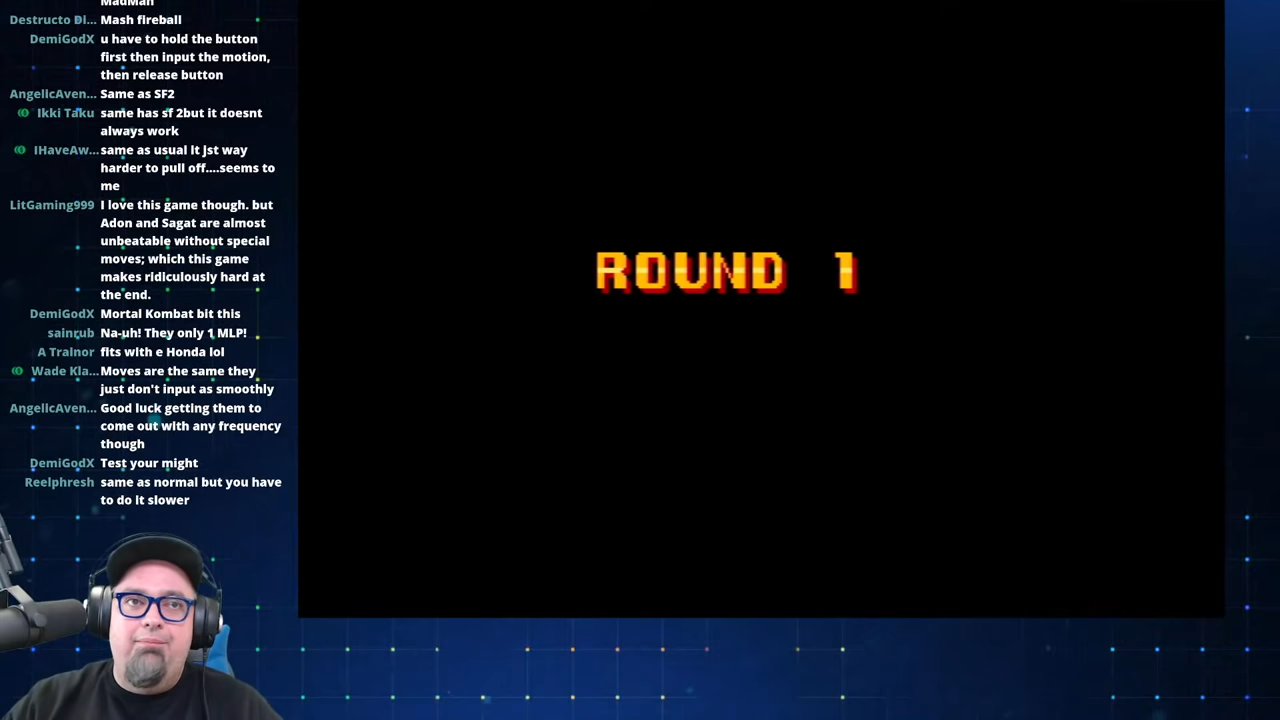 MadMan
Destructo Di... Mash fireball
DemiGodX u have to hold the button
first then input the motion,
then release button
AngelicAven... Same as SF2
Ikki Taku same has sf 2but it doesnt
always work
IHaveAw... same as usual it jst way
harder to pull off....seems to
me
LitGaming999 I love this game though. but
Adon and Sagat are almost
unbeatable without special
moves; which this game
makes ridiculously hard at
the end.
DemiGodX Mortal Kombat bit this
sainrub Na-uh! They only 1 MLP!
A Trainor fits with e Honda lol
Wade Kla... Moves are the same they
just don't input as smoothly
AngelicAven... Good luck getting them to
come out with any frequency
though
DemiGodX Test your might
Reelphresh same as normal but you have
to do it slower
ROUND 1